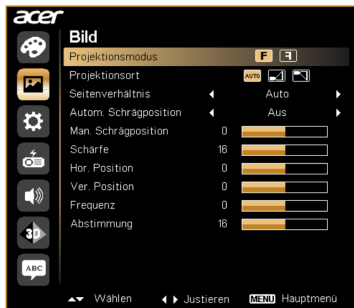 acer
Bild
Projektionsmodus F F
Projektionsort AUTO
Seitenverhältnis Auto
Autom. Schrägposition Aus
Man. Schrägposition 0
Schärfe 16
Hor. Position 0
Ver. Position 0
Frequenz 0
Abstimmung 16
3D
ABC
Wählen Justieren MENU Hauptmenü